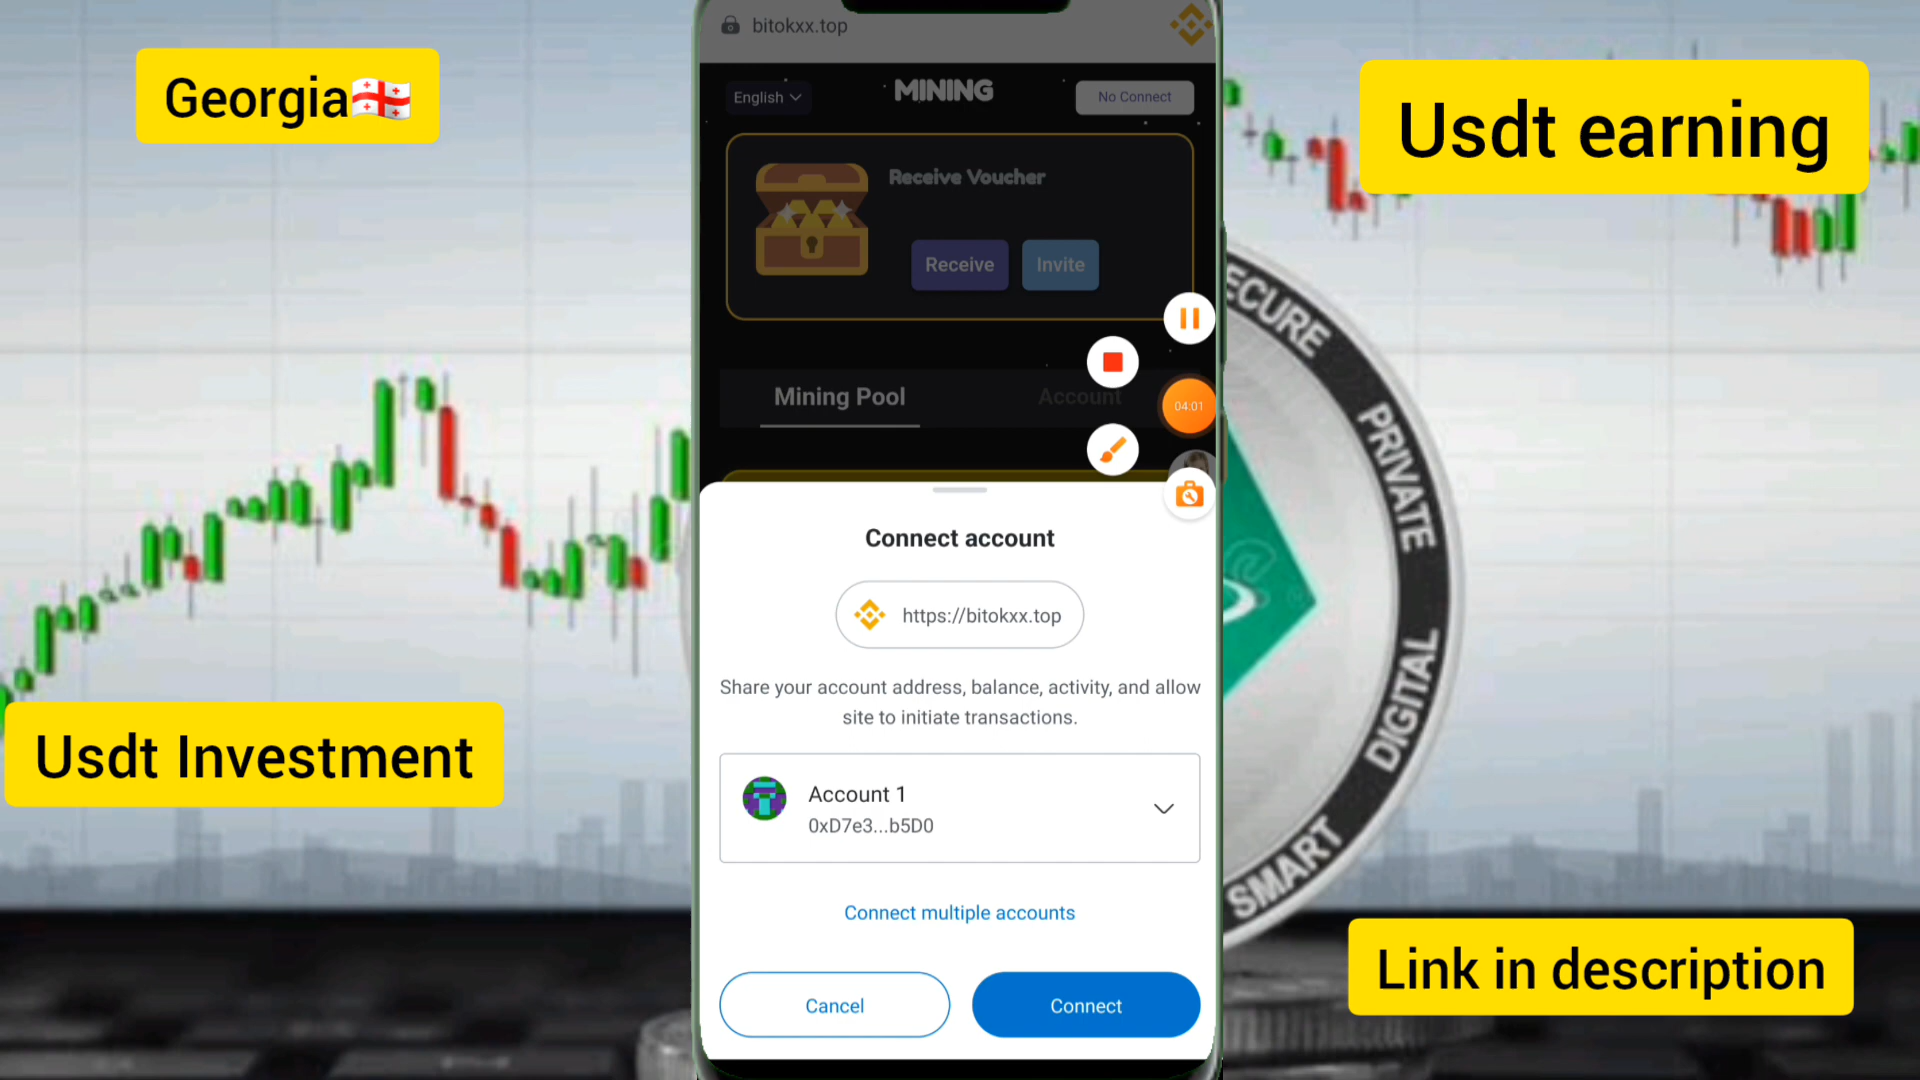 Georgia🇬🇪
Usdt earning
bitokxx.top
English
MINING
No Connect
Receive Voucher
Receive
Invite
Mining Pool
Account
04:01
Connect account
https://bitokxx.top
Share your account address, balance, activity, and allow
site to initiate transactions.
Account 1
0xD7e3...b5D0
Connect multiple accounts
Cancel
Connect
Usdt Investment
Link in description
ECURE
PRIVATE
DIGITAL
SMART